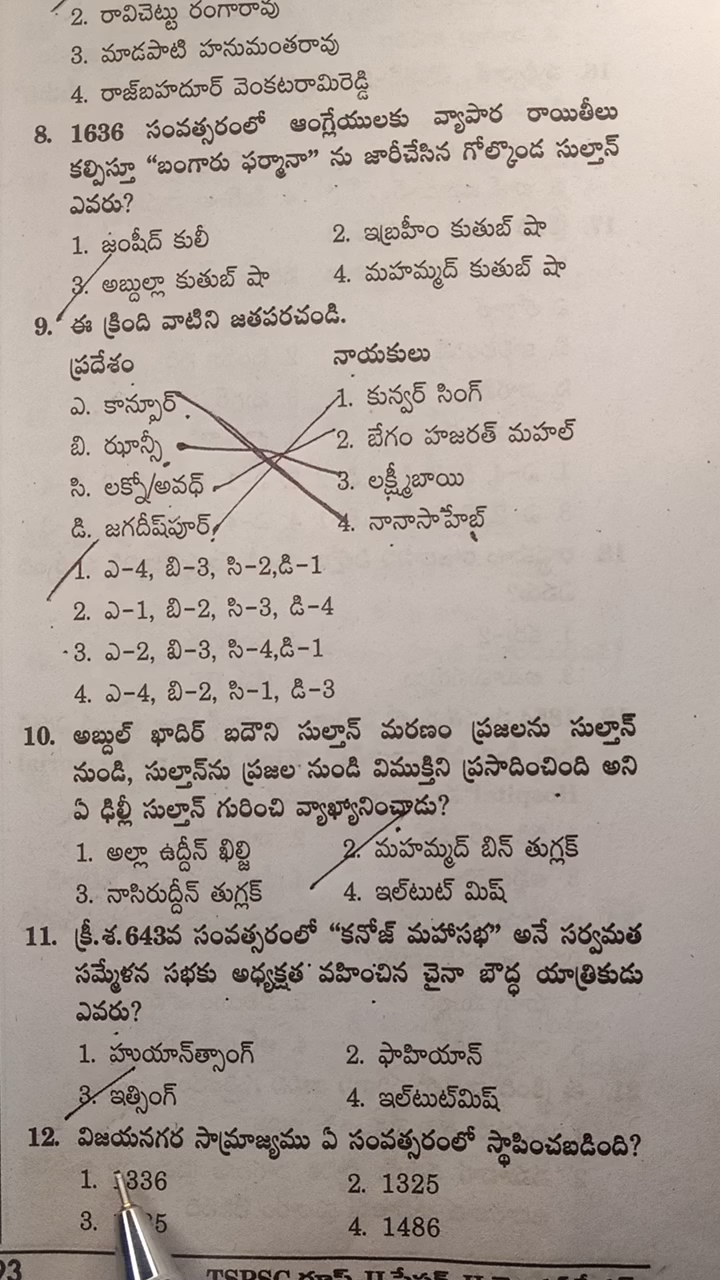 2. రావిచెట్టు రంగారావు
3. మాడపాటి హనుమంతరావు
4. రాజ్‌బహదూర్ వెంకటరామిరెడ్డి
8. 1636 సంవత్సరంలో ఆంగ్లేయులకు వ్యాపార రాయితీలు
కల్పిస్తూ “బంగారు ఫర్మానా” ను జారీచేసిన గోల్కొండ సుల్తాన్
ఎవరు?
1. జంషీద్ కులీ 2. ఇబ్రహీం కుతుబ్ షా
3. అబ్దుల్లా కుతుబ్ షా 4. మహమ్మద్ కుతుబ్ షా
9. ఈ క్రింది వాటిని జతపరచండి.
ప్రదేశం నాయకులు
ఎ. కాన్పూర్ 1. కున్వర్ సింగ్
బి. ఝాన్సీ 2. బేగం హజరత్ మహల్
సి. లక్నో/అవధ్ 3. లక్ష్మీబాయి
డి. జగదీష్‌పూర్ 4. నానాసాహేబ్
1. ఎ–4, బి–3, సి–2,డి–1
2. ఎ–1, బి–2, సి–3, డి–4
3. ఎ–2, బి–3, సి–4,డి–1
4. ఎ–4, బి–2, సి–1, డి–3
10. అబ్దుల్ ఖాదిర్ బదౌని సుల్తాన్ మరణం ప్రజలను సుల్తాన్
నుండి, సుల్తాన్‌ను ప్రజల నుండి విముక్తిని ప్రసాదించింది అని
ఏ ఢిల్లీ సుల్తాన్ గురించి వ్యాఖ్యానించాడు?
1. అల్లా ఉద్దీన్ ఖిల్జి 2. మహమ్మద్ బిన్ తుగ్లక్
3. నాసిరుద్దీన్ తుగ్లక్ 4. ఇల్‌టుట్ మిష్
11. క్రీ.శ.643వ సంవత్సరంలో “కనోజ్ మహాసభ” అనే సర్వమత
సమ్మేళన సభకు అధ్యక్షత వహించిన చైనా బౌద్ధ యాత్రికుడు
ఎవరు?
1. హుయాన్‌త్సాంగ్ 2. ఫాహియాన్
3. ఇత్సింగ్ 4. ఇల్‌టుట్‌మిష్
12. విజయనగర సామ్రాజ్యము ఏ సంవత్సరంలో స్థాపించబడింది?
1. 1336 2. 1325
3. 4. 1486
TSPSC